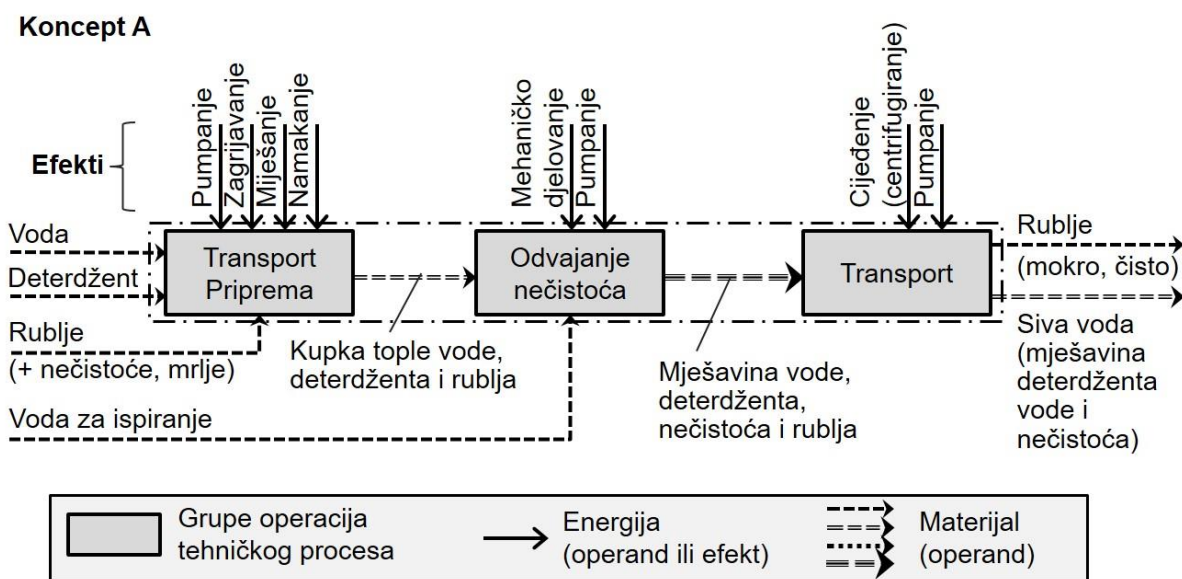 Koncept A
Efekti
Pumpanje
Zagrijavanje
Miješanje
Namakanje
Mehaničko
djelovanje
Pumpanje
Cijeđenje
(centrifugiranje)
Pumpanje
Voda
Deterdžent
Rublje
(+ nečistoće, mrlje)
Voda za ispiranje
Transport
Priprema
Odvajanje
nečistoća
Transport
Kupka tople vode,
deterdženta i rublja
Mješavina vode,
deterdženta,
nečistoća i rublja
Rublje
(mokro, čisto)
Siva voda
(mješavina
deterdženta
vode i
nečistoća)
Grupe operacija
tehničkog procesa
Energija
(operand ili efekt)
Materijal
(operand)